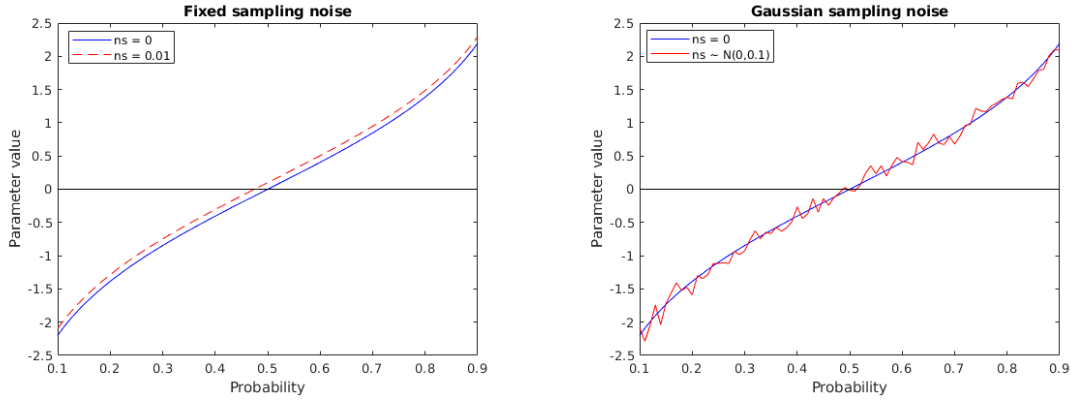 Fixed sampling noise
ns = 0
ns = 0.01
2.5
2
1.5
1
0.5
0
-0.5
-1
-1.5
-2
-2.5
Parameter value
0.1 0.2 0.3 0.4 0.5 0.6 0.7 0.8 0.9
Probability
Gaussian sampling noise
ns = 0
ns ~ N(0,0.1)
2.5
2
1.5
1
0.5
0
-0.5
-1
-1.5
-2
-2.5
Parameter value
0.1 0.2 0.3 0.4 0.5 0.6 0.7 0.8 0.9
Probability